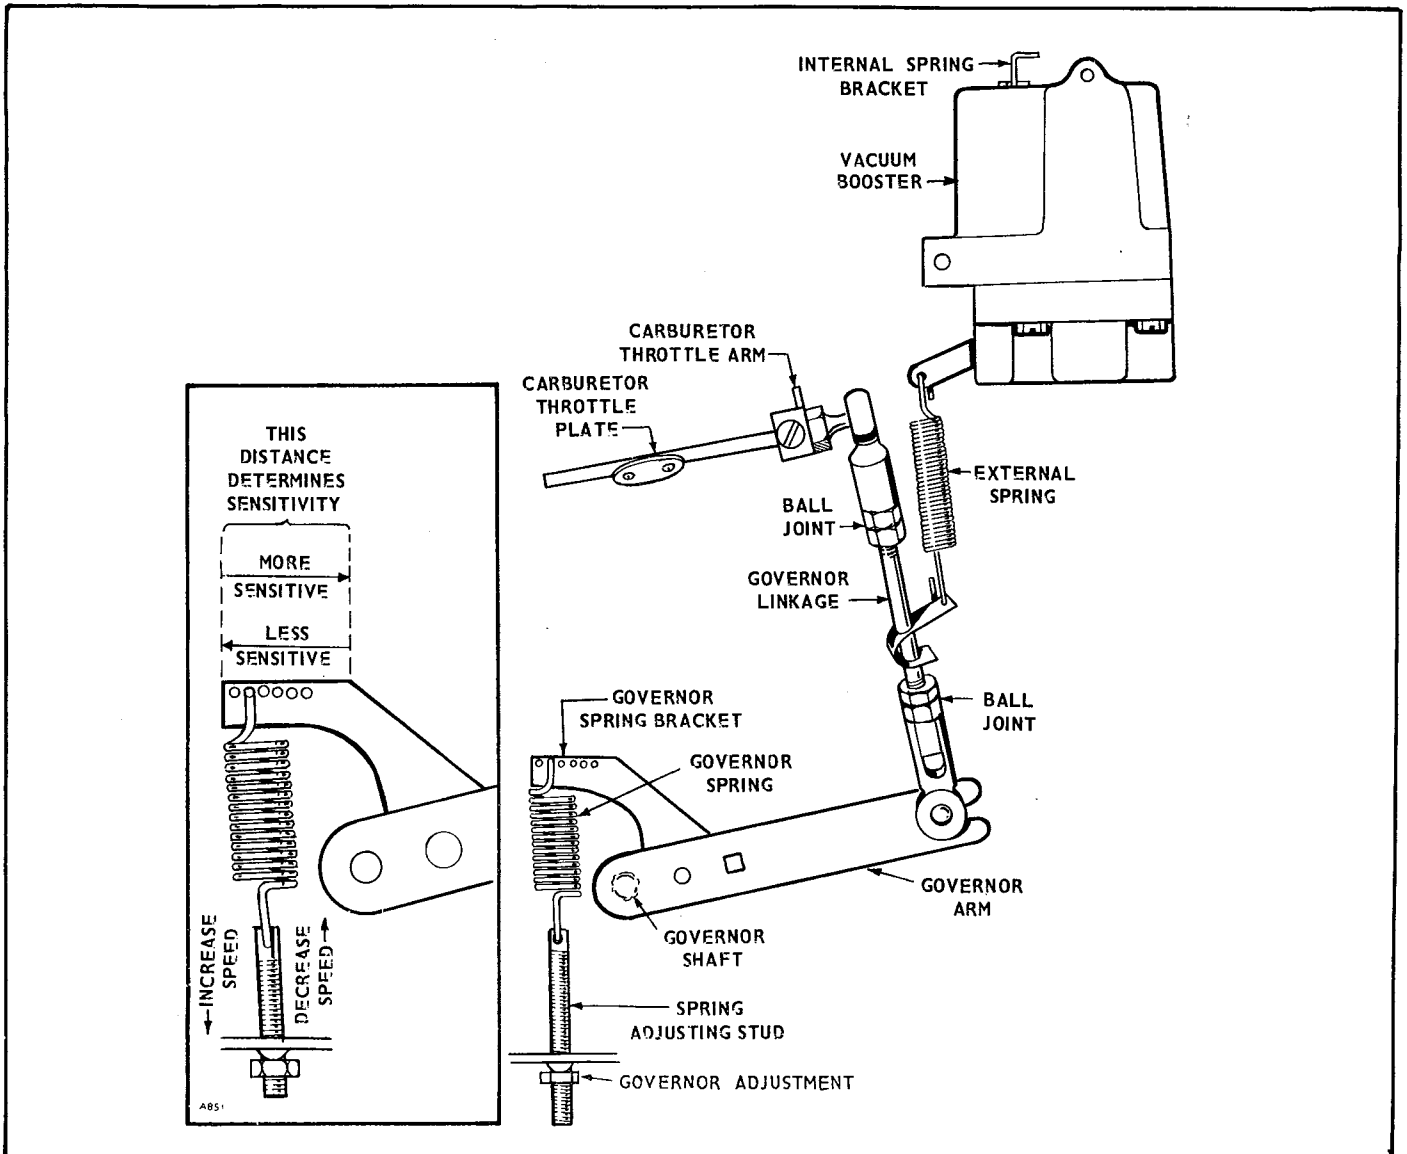 INTERNAL SPRING
BRACKET
VACUUM
BOOSTER
CARBURETOR
THROTTLE ARM
CARBURETOR
THROTTLE
PLATE
THIS
DISTANCE
DETERMINES
SENSITIVITY
MORE
SENSITIVE
LESS
SENSITIVE
EXTERNAL
SPRING
BALL
JOINT
GOVERNOR
LINKAGE
GOVERNOR
SPRING BRACKET
BALL
JOINT
GOVERNOR
SPRING
GOVERNOR
ARM
GOVERNOR
SHAFT
INCREASE
SPEED
DECREASE
SPEED
SPRING
ADJUSTING STUD
GOVERNOR ADJUSTMENT